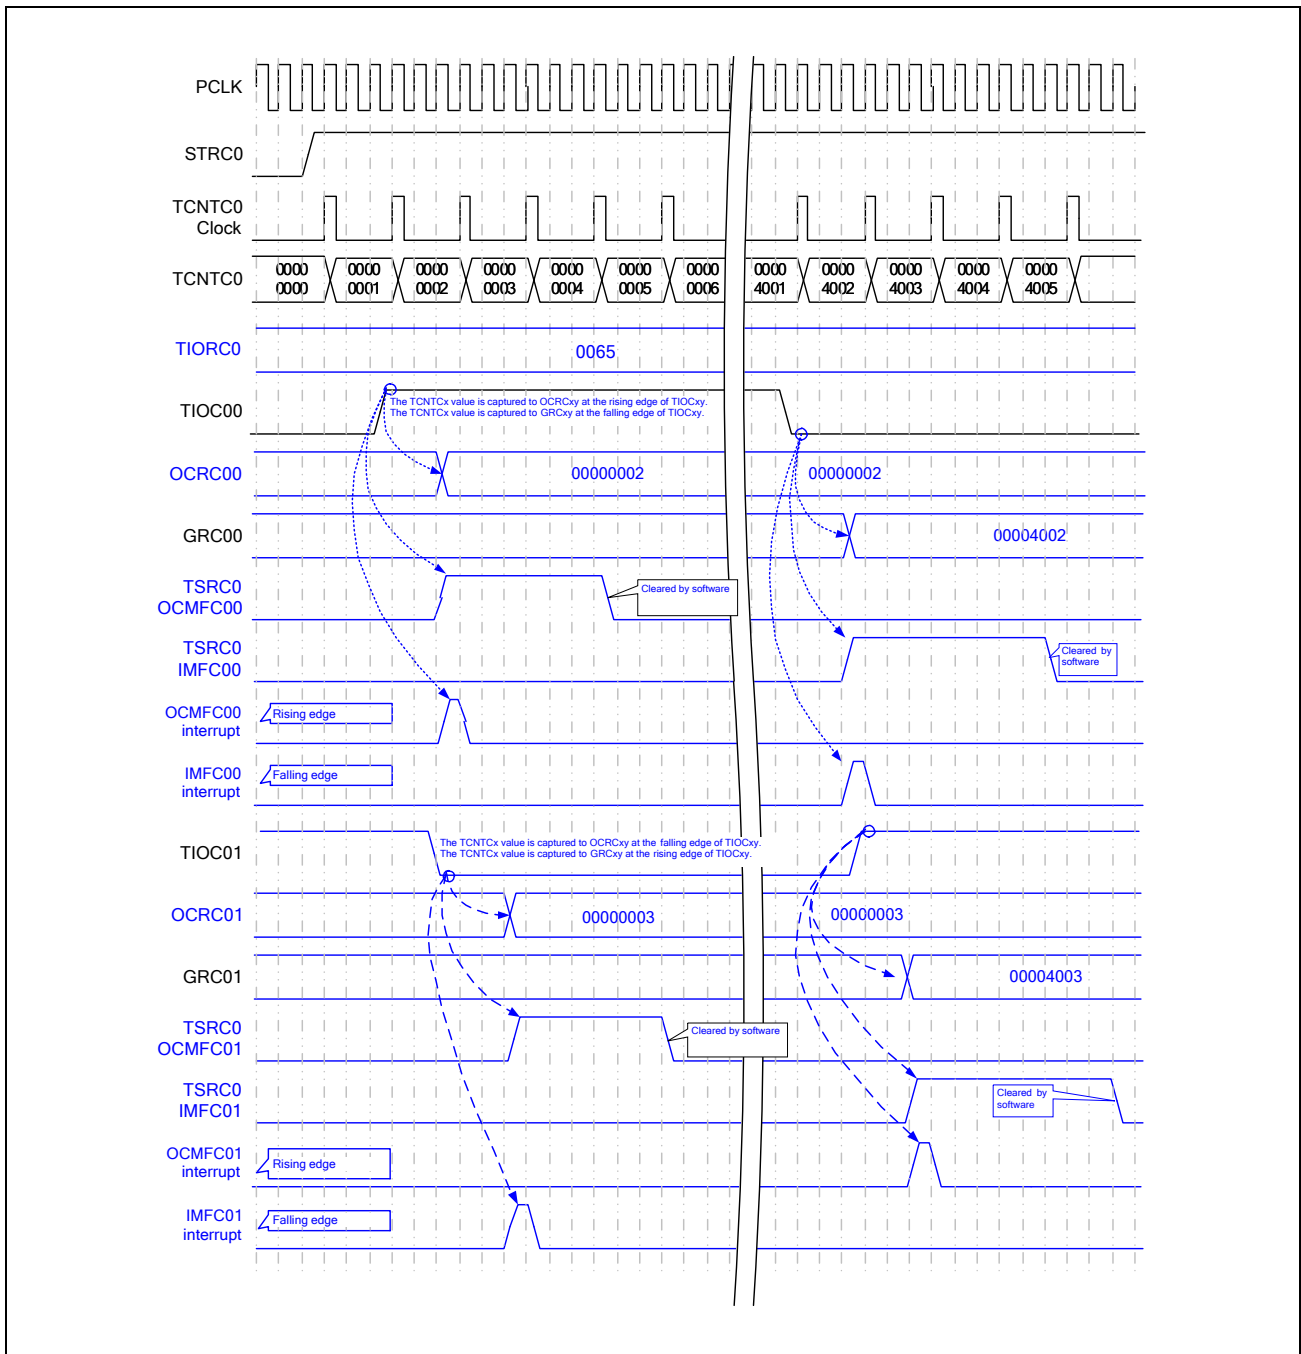 PCLK
STRC0
TCNTC0
Clock
TCNTC0
0000 0000 0000 0000 0000 0000 0000 0000 0000 0000 0000 0000
0000 0001 0002 0003 0004 0005 0006 4001 4002 4003 4004 4005
TIORC0
0065
TIOC00
The TCNTCx value is captured to OCRCxy at the rising edge of TIOCxy.
The TCNTCx value is captured to GRCxy at the falling edge of TIOCxy.
OCRC00
00000002
00000002
GRC00
00004002
TSRC0
OCMFC00
Cleared by software
TSRC0
IMFC00
Cleared by
software
OCMFC00
interrupt
Rising edge
IMFC00
interrupt
Falling edge
TIOC01
The TCNTCx value is captured to OCRCxy at the falling edge of TIOCxy.
The TCNTCx value is captured to GRCxy at the rising edge of TIOCxy.
OCRC01
00000003
00000003
GRC01
00004003
TSRC0
OCMFC01
Cleared by software
TSRC0
IMFC01
Cleared by
software
OCMFC01
interrupt
Rising edge
IMFC01
interrupt
Falling edge